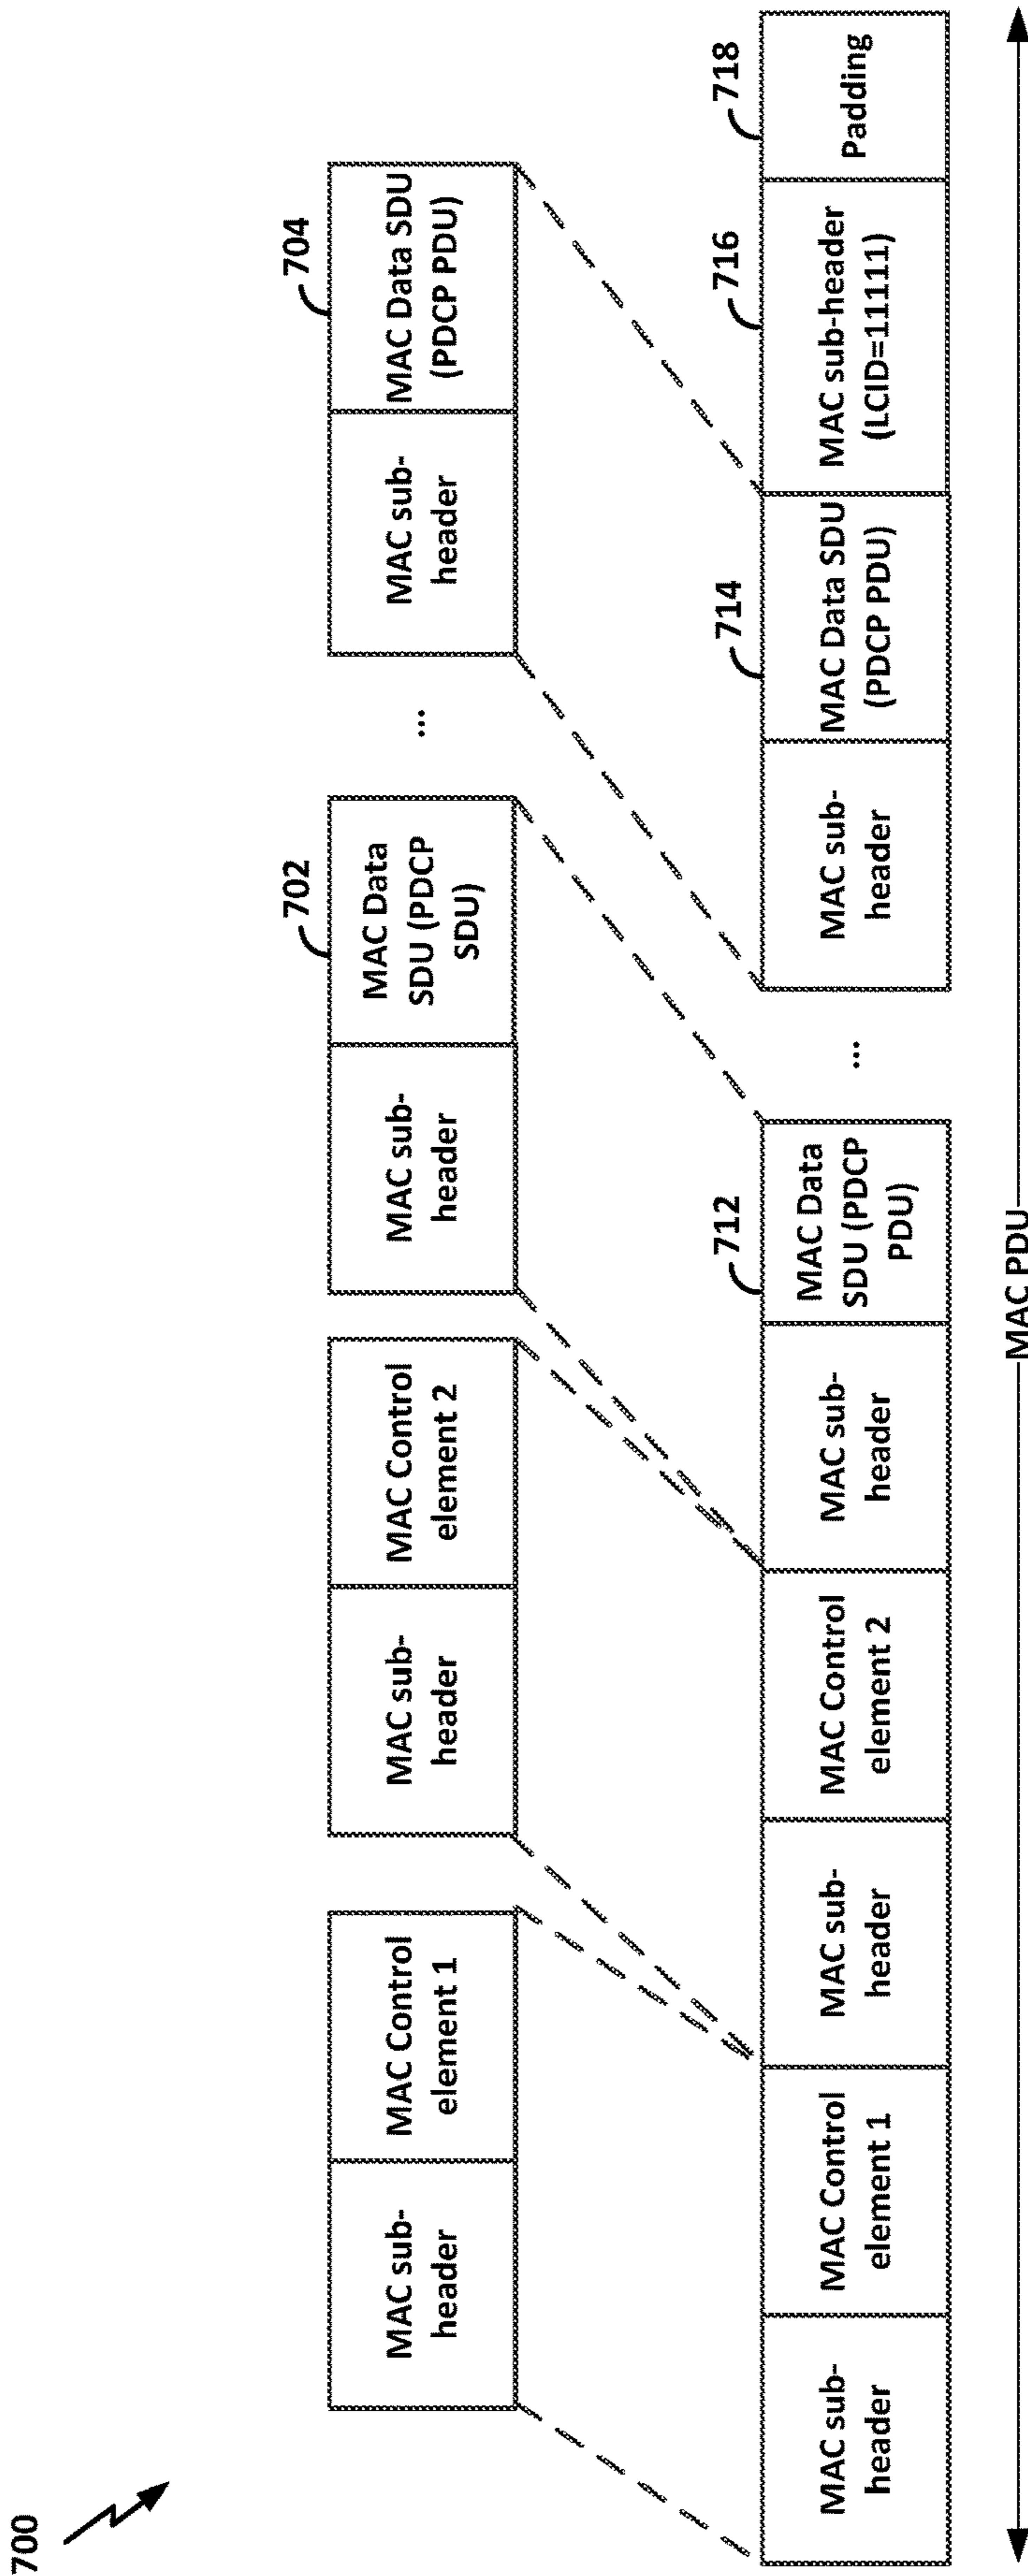 700
MAC sub-
header
MAC Control
element 1
MAC sub-
header
MAC Control
element 2
MAC sub-
header
702
MAC Data
SDU (PDCP
SDU)
...
MAC sub-
header
704
MAC Data SDU
(PDCP PDU)
MAC sub-
header
MAC Control
element 1
MAC sub-
header
MAC Control
element 2
MAC sub-
header
712
MAC Data
SDU (PDCP
PDU)
...
MAC sub-
header
714
MAC Data SDU
(PDCP PDU)
716
MAC sub-header
(LCID=11111)
718
Padding
MAC PDU